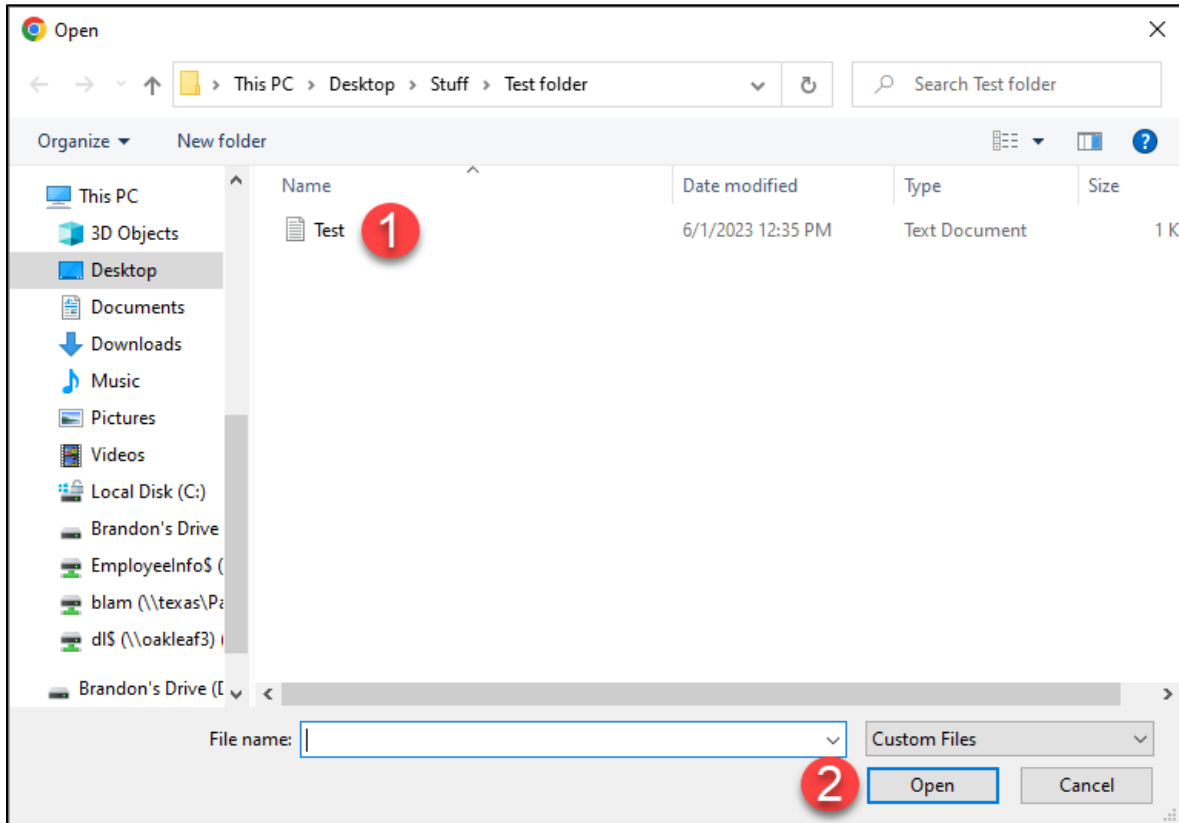 Open
This PC > Desktop > Stuff > Test folder
Search Test folder
Organize
New folder
Name
Date modified
Type
Size
Test
1
6/1/2023 12:35 PM
Text Document
1 K
This PC
3D Objects
Desktop
Documents
Downloads
Music
Pictures
Videos
Local Disk (C:)
Brandon's Drive
EmployeeInfo$ (
blam (\\texas\Pa
dl$ (\\oakleaf3) (
Brandon's Drive (D
File name:
Custom Files
2
Open
Cancel